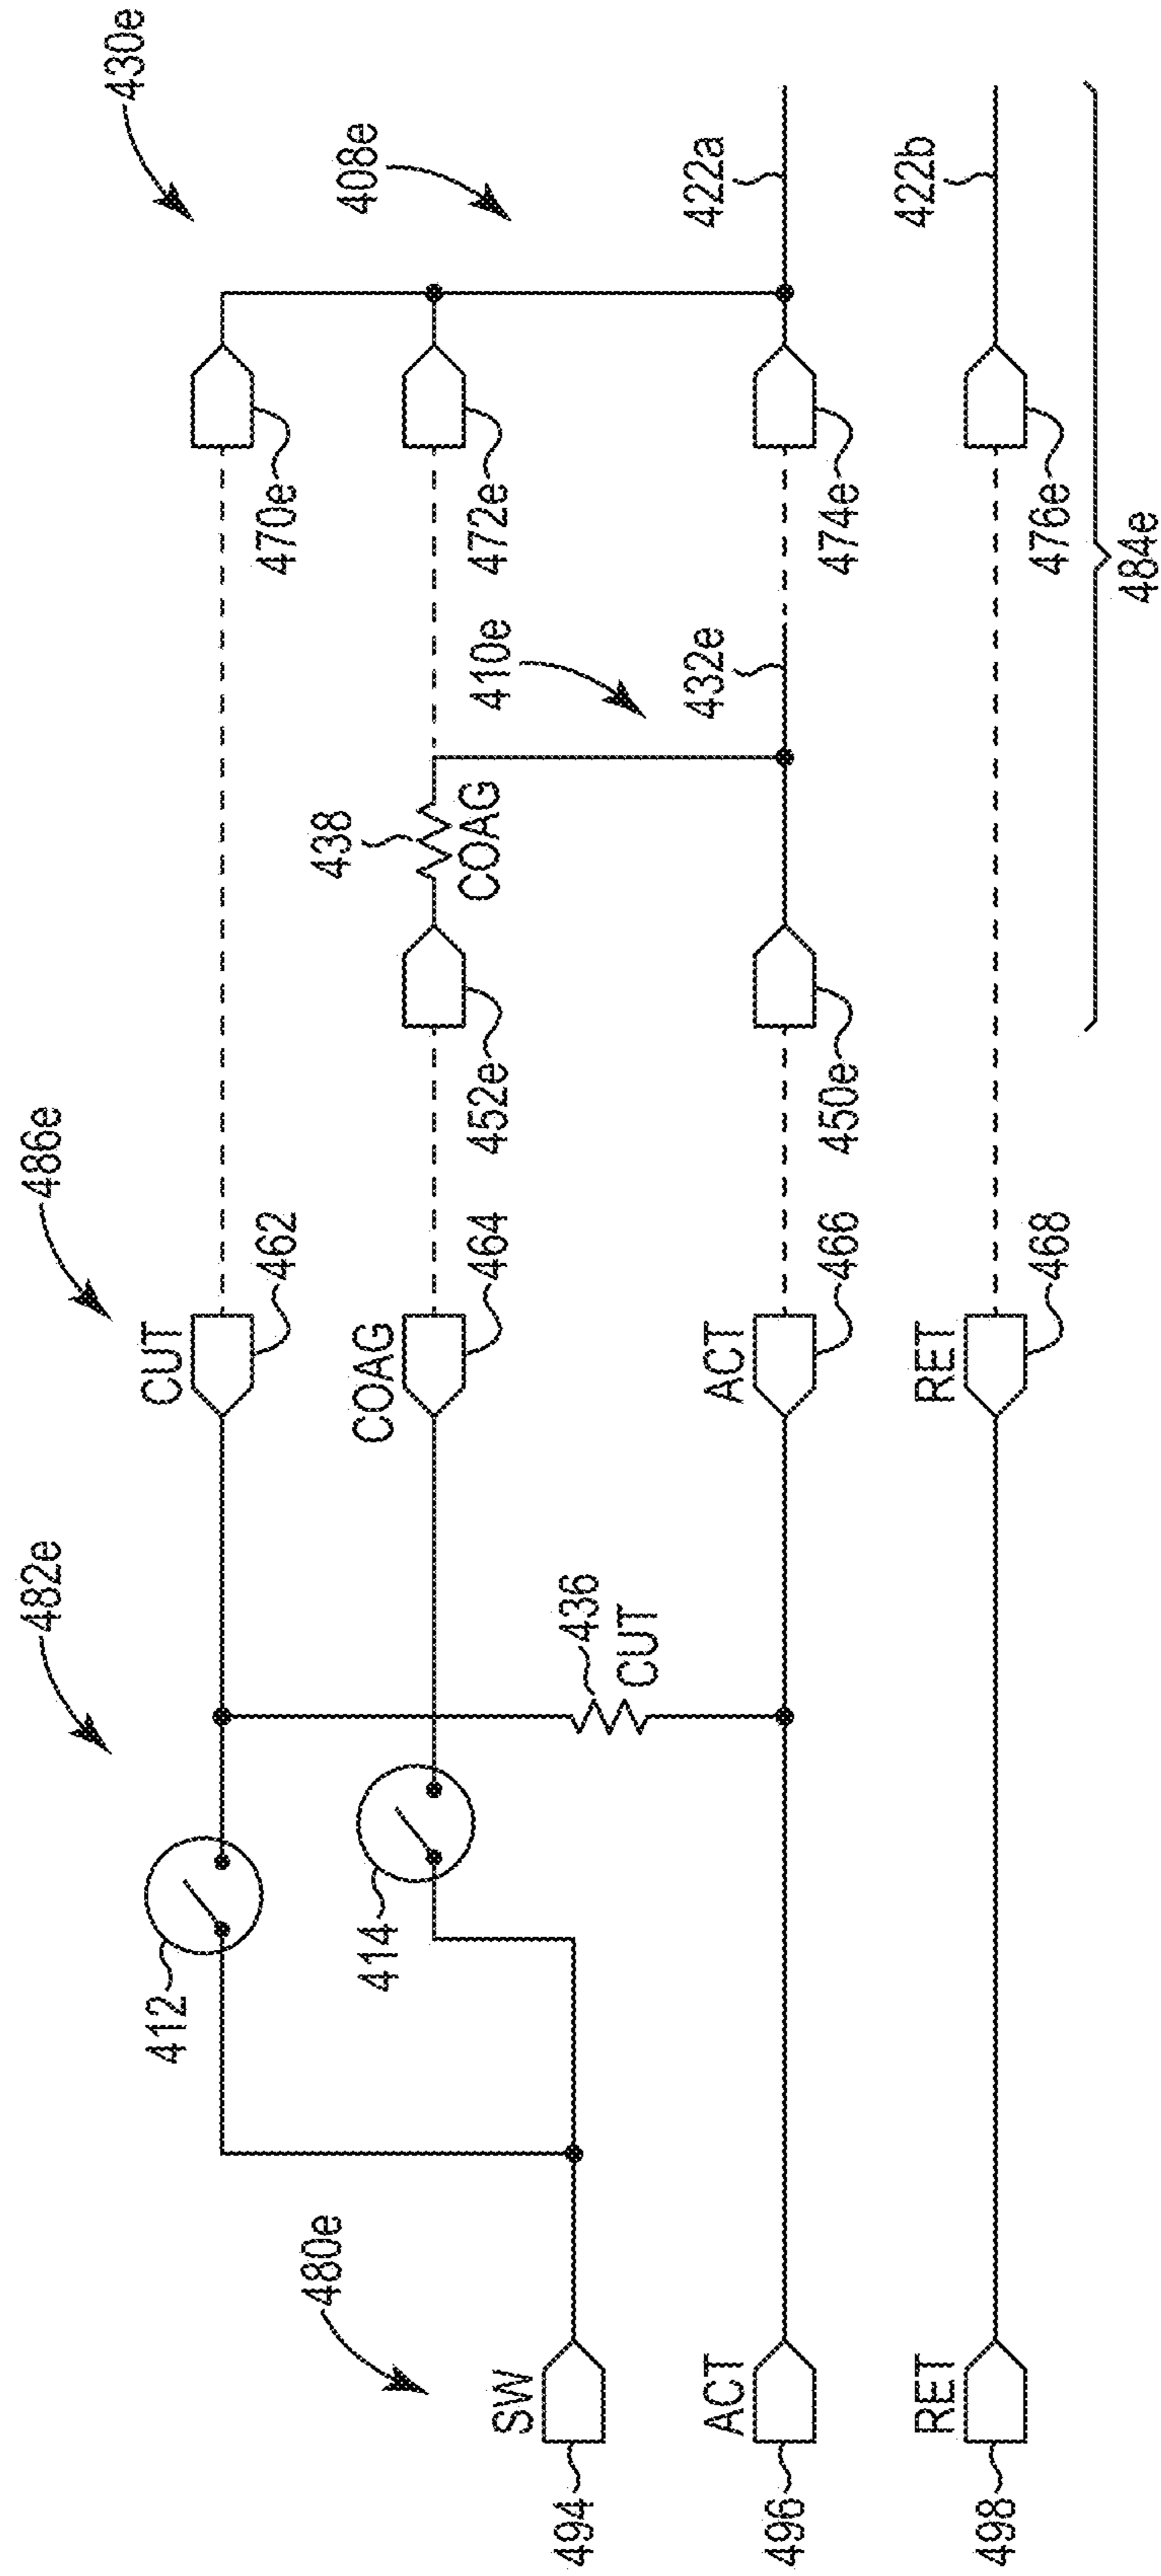 430e
408e
422a
422b
470e
472e
474e
476e
484e
410e
432e
438
COAG
452e
450e
486e
CUT
462
COAG
464
ACT
466
RET
468
482e
436
CUT
412
414
480e
SW
494
ACT
496
RET
498